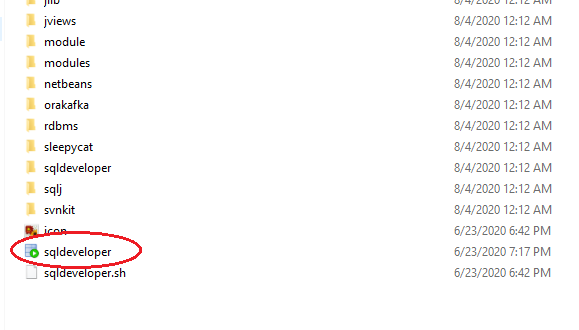 jlib 8/4/2020 12:12 AM
jviews 8/4/2020 12:12 AM
module 8/4/2020 12:12 AM
modules 8/4/2020 12:12 AM
netbeans 8/4/2020 12:12 AM
orakafka 8/4/2020 12:12 AM
rdbms 8/4/2020 12:12 AM
sleepycat 8/4/2020 12:12 AM
sqldeveloper 8/4/2020 12:12 AM
sqlj 8/4/2020 12:12 AM
svnkit 8/4/2020 12:12 AM
icon 6/23/2020 6:42 PM
sqldeveloper 6/23/2020 7:17 PM
sqldeveloper.sh 6/23/2020 6:42 PM